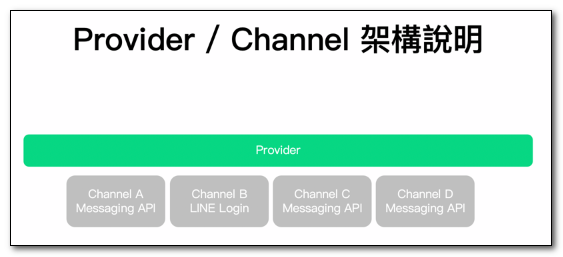 Provider / Channel 架構說明
Provider
Channel A
Messaging API
Channel B
LINE Login
Channel C
Messaging API
Channel D
Messaging API